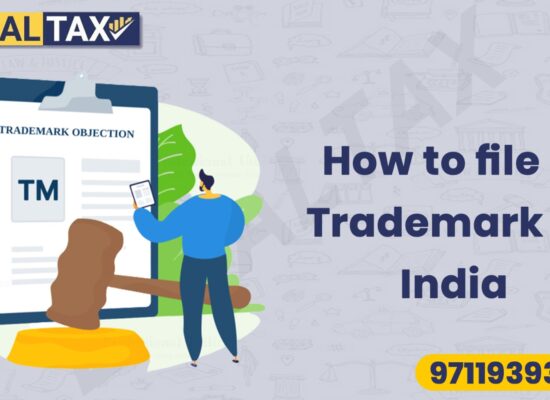 ALTAX
TRADEMARK OBJECTION
TM
How to file
Trademark
India
97119393